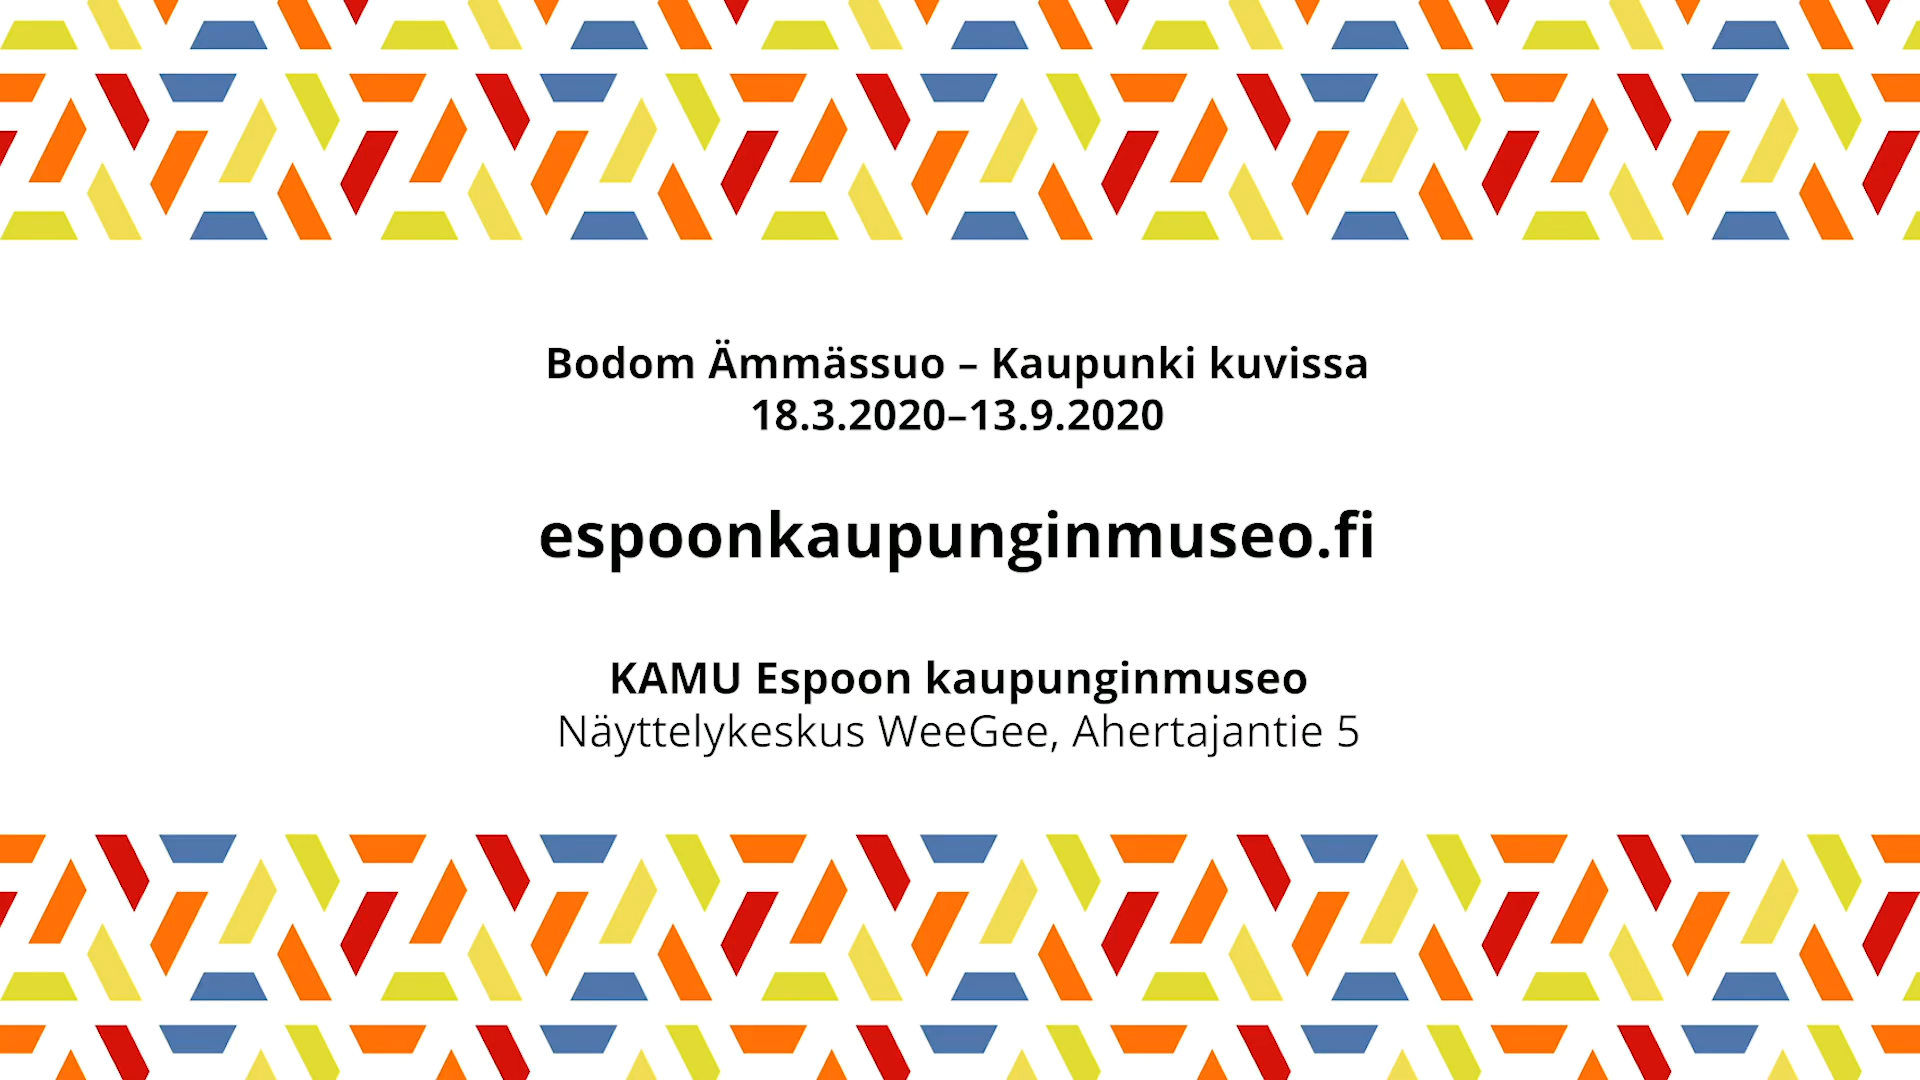 Bodom Ämmässuo – Kaupunki kuvissa
18.3.2020–13.9.2020
espoonkaupunginmuseo.fi
KAMU Espoon kaupunginmuseo
Näyttelykeskus WeeGee, Ahertajantie 5